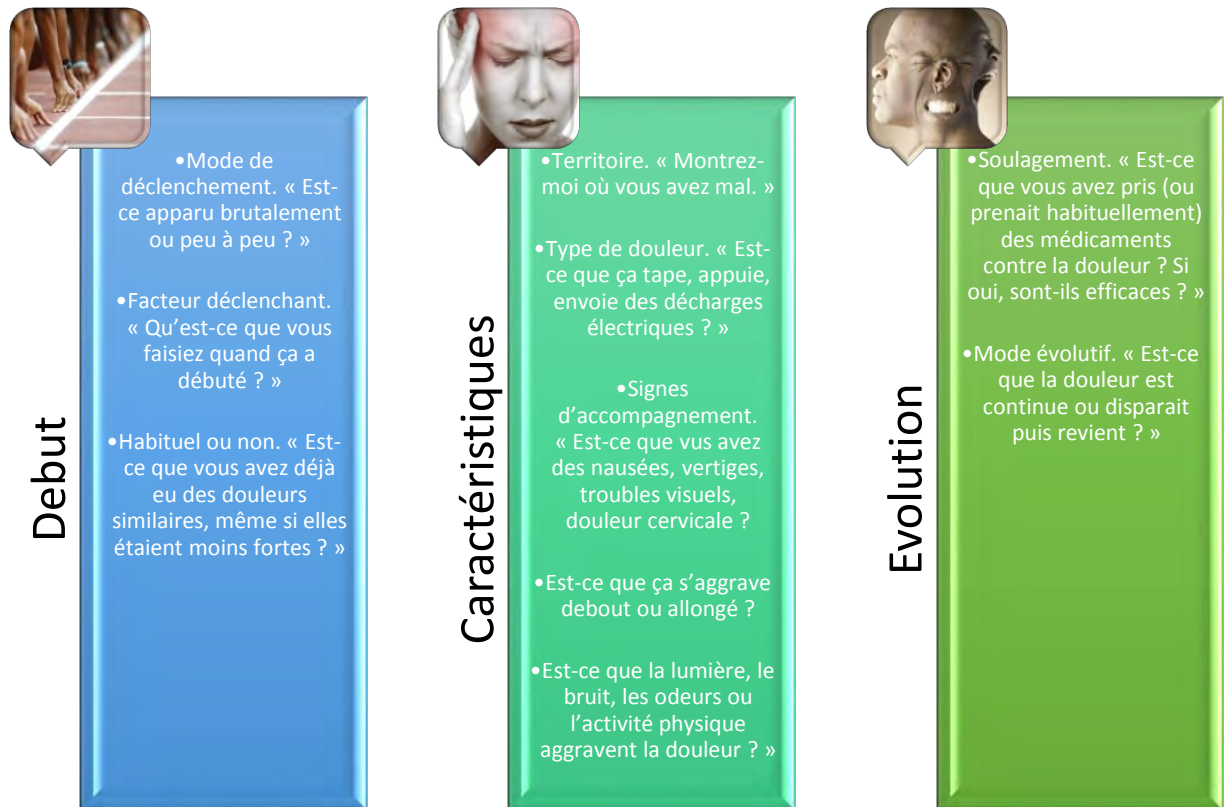 Debut
•Mode de
déclenchement. « Est-
ce apparu brutalement
ou peu à peu ? »
•Facteur déclenchant.
« Qu’est-ce que vous
faisiez quand ça a
débuté ? »
•Habituel ou non. « Est-
ce que vous avez déjà
eu des douleurs
similaires, même si elles
étaient moins fortes ? »
Caractéristiques
•Territoire. « Montrez-
moi où vous avez mal. »
•Type de douleur. « Est-
ce que ça tape, appuie,
envoie des décharges
électriques ? »
•Signes
d’accompagnement.
« Est-ce que vus avez
des nausées, vertiges,
troubles visuels,
douleur cervicale ?
•Est-ce que ça s’aggrave
debout ou allongé ?
•Est-ce que la lumière, le
bruit, les odeurs ou
l’activité physique
aggravent la douleur ? »
Evolution
•Soulagement. « Est-ce
que vous avez pris (ou
prenait habituellement)
des médicaments
contre la douleur ? Si
oui, sont-ils efficaces ? »
•Mode évolutif. « Est-ce
que la douleur est
continue ou disparait
puis revient ? »